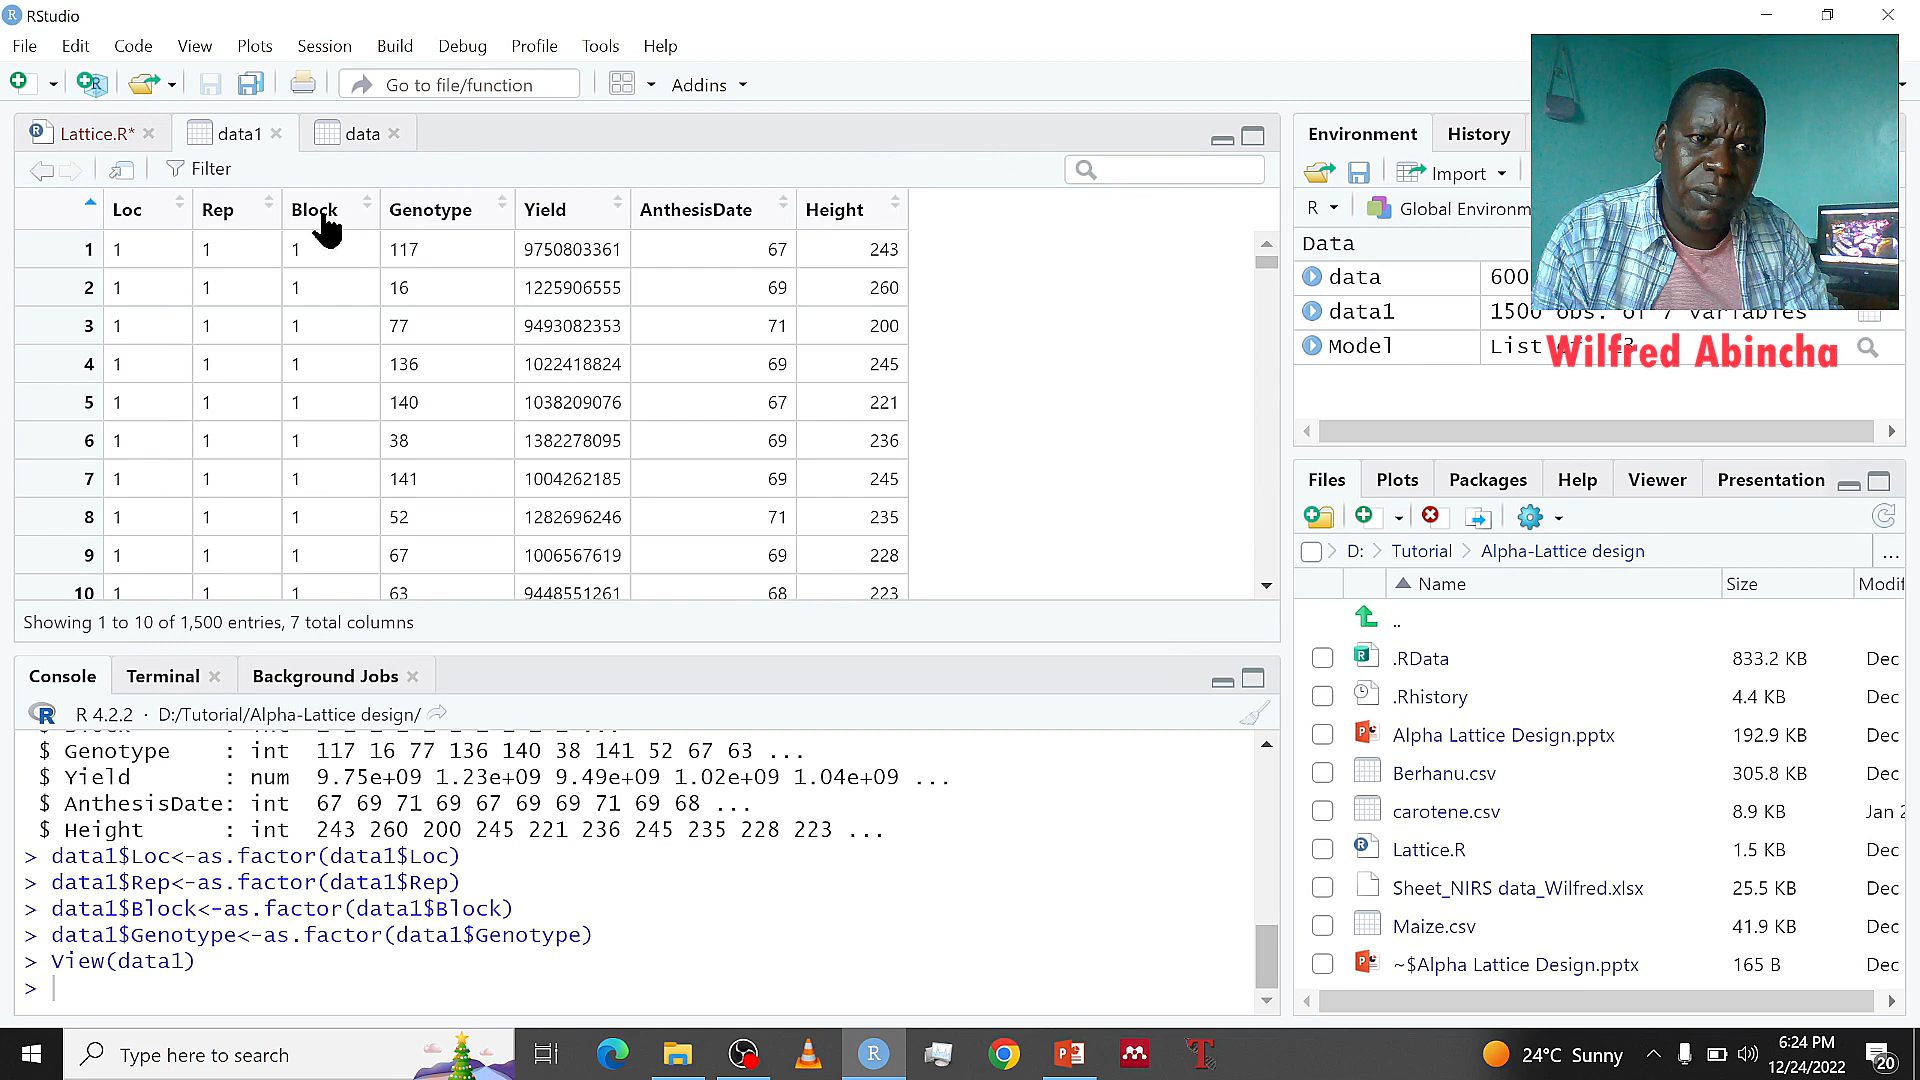 RStudio
File Edit Code View Plots Session Build Debug Profile Tools Help
Go to file/function Addins
Lattice.R* data1 data
Filter
Loc Rep Block Genotype Yield AnthesisDate Height
1 1 1 1 117 9750803361 67 243
2 1 1 1 16 1225906555 69 260
3 1 1 1 77 9493082353 71 200
4 1 1 1 136 1022418824 69 245
5 1 1 1 140 1038209076 67 221
6 1 1 1 38 1382278095 69 236
7 1 1 1 141 1004262185 69 245
8 1 1 1 52 1282696246 71 235
9 1 1 1 67 1006567619 69 228
10 1 1 1 63 9448551261 68 223
Showing 1 to 10 of 1,500 entries, 7 total columns
Console Terminal Background Jobs
R 4.2.2 · D:/Tutorial/Alpha-Lattice design/
$ Genotype : int 117 16 77 136 140 38 141 52 67 63 ...
$ Yield : num 9.75e+09 1.23e+09 9.49e+09 1.02e+09 1.04e+09 ...
$ AnthesisDate: int 67 69 71 69 67 69 69 71 69 68 ...
$ Height : int 243 260 200 245 221 236 245 235 228 223 ...
> data1$Loc<-as.factor(data1$Loc)
> data1$Rep<-as.factor(data1$Rep)
> data1$Block<-as.factor(data1$Block)
> data1$Genotype<-as.factor(data1$Genotype)
> View(data1)
>
Environment History
Import
R Global Environm
Data
data 600
data1 1500 obs. of 7 variables
Model List
Wilfred Abincha
Files Plots Packages Help Viewer Presentation
D: Tutorial Alpha-Lattice design ...
Name Size Modif
..
.RData 833.2 KB Dec
.Rhistory 4.4 KB Dec
Alpha Lattice Design.pptx 192.9 KB Dec
Berhanu.csv 305.8 KB Dec
carotene.csv 8.9 KB Jan 2
Lattice.R 1.5 KB Dec
Sheet_NIRS data_Wilfred.xlsx 25.5 KB Dec
Maize.csv 41.9 KB Dec
~$Alpha Lattice Design.pptx 165 B Dec
Type here to search
24°C Sunny
6:24 PM
12/24/2022
20